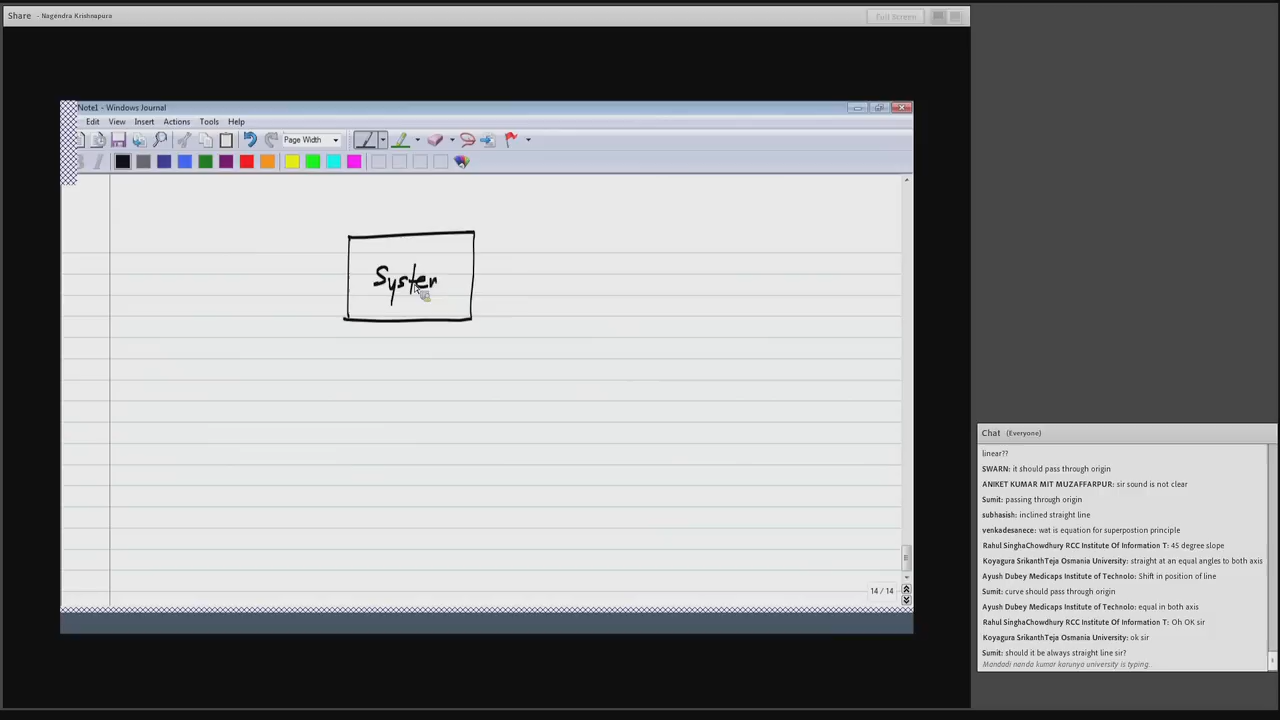 Share - Nagendra Krishnapura
Full Screen
Note1 - Windows Journal
Edit View Insert Actions Tools Help
Page Width
System
14 / 14
Chat (Everyone)
linear??
SWARN: it should pass through origin
ANIKET KUMAR MIT MUZAFFARPUR: sir sound is not clear
Sumit: passing through origin
subhasish: inclined straight line
venkadesanece: wat is equation for superpostion principle
Rahul SinghaChowdhury RCC Institute Of Information T: 45 degree slope
Koyagura SrikanthTeja Osmania University: straight at an equal angles to both axis
Ayush Dubey Medicaps Institute of Technolo: Shift in position of line
Sumit: curve should pass through origin
Ayush Dubey Medicaps Institute of Technolo: equal in both axis
Rahul SinghaChowdhury RCC Institute Of Information T: Oh OK sir
Koyagura SrikanthTeja Osmania University: ok sir
Sumit: should it be always straight line sir?
Mandadi nanda kumar karunya university is typing..